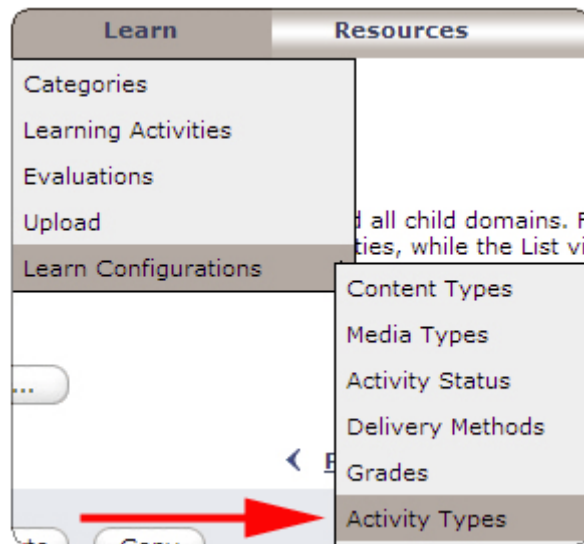 Learn Resources
Categories
Learning Activities
Evaluations
Upload
all child domains. F
ties, while the List vi
Learn Configurations
Content Types
Media Types
Activity Status
...
Delivery Methods
Grades
Activity Types
Copy